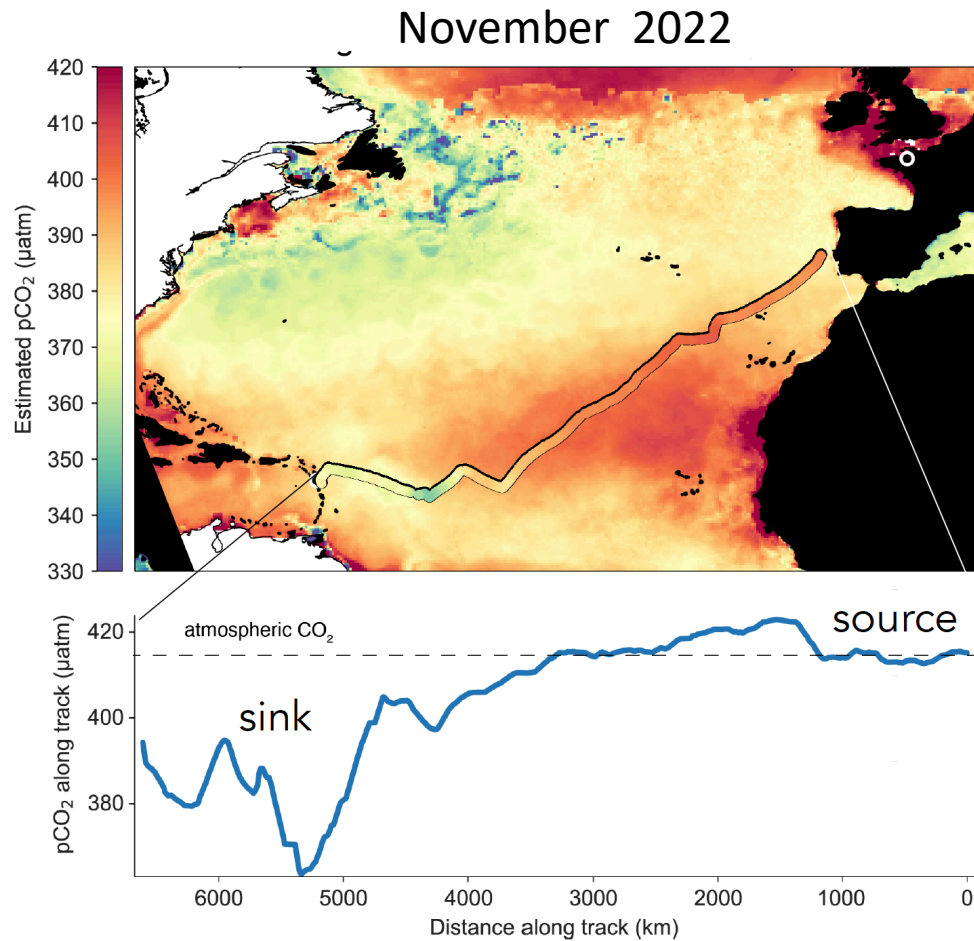 November 2022
Estimated pCO₂ (µatm)
420
410
400
390
380
370
360
350
340
330
atmospheric CO₂
source
sink
pCO₂ along track (µatm)
420
400
380
6000
5000
4000
3000
2000
1000
0
Distance along track (km)